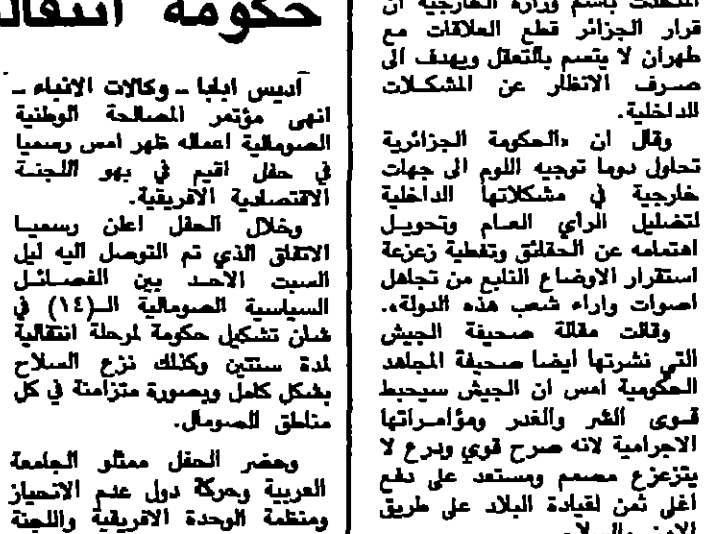 المتحدث باسم وزارة الخارجية ان
قرار الجزائر قطع العلاقات مع
طهران لا يتسم بالتعقل ويهدف الى
صرف الانظار عن المشكلات
الداخلية.
وقال ان «الحكومة الجزائرية
تحاول دوما توجيه اللوم الى جهات
خارجية في مشكلاتها الداخلية
لتضليل الرأي العام وتحويل
اهتمامه عن الحقائق وتغطية زعزعة
استقرار الاوضاع النابع من تجاهل
اصوات واراء شعب هذه الدولة».
وقالت مقالة صحيفة الجيش
التي نشرتها ايضا صحيفة المجاهد
الحكومية امس ان الجيش سيحبط
قوى الشر والغدر ومؤامراتها
الاجرامية لانه صرح قوي ودرع لا
يتزعزع مصمم ومستعد على دفع
اغلى ثمن لقيادة البلاد على طريق
الامن والسلام
حكومة انتقال
أديس ابابا ــ وكالات الانباء ــ
انهى مؤتمر المصالحة الوطنية
الصومالية اعماله ظهر امس رسميا
في حفل اقيم في بهو اللجنة
الاقتصادية الافريقية.
وخلال الحفل اعلن رسميا
الاتفاق الذي تم التوصل اليه ليل
السبت الاحد بين الفصائل
السياسية الصومالية الـ(١٤) في
شان تشكيل حكومة لمرحلة انتقالية
لمدة سنتين وكذلك نزع السلاح
بشكل كامل وبصورة متزامنة في كل
مناطق الصومال.
وحضر الحفل ممثلو الجامعة
العربية وحركة دول عدم الانحياز
ومنظمة الوحدة الافريقية واللجنة